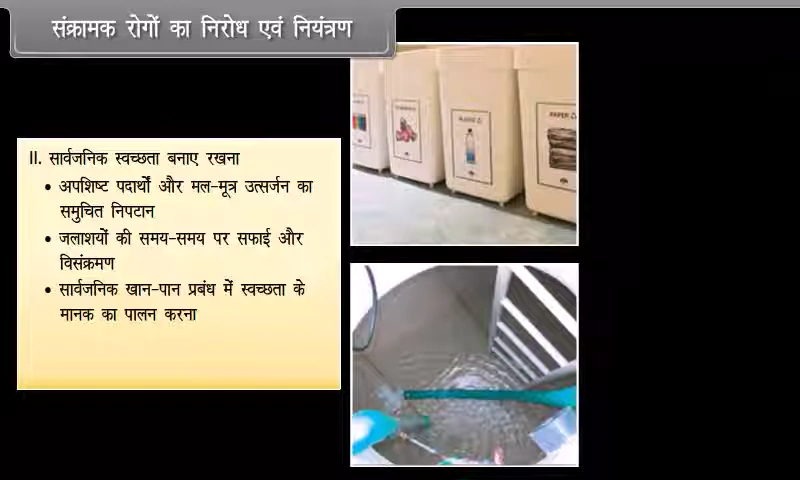 संक्रामक रोगों का निरोध एवं नियंत्रण
II. सार्वजनिक स्वच्छता बनाए रखना
• अपशिष्ट पदार्थों और मल-मूत्र उत्सर्जन का
समुचित निपटान
• जलाशयों की समय-समय पर सफाई और
विसंक्रमण
• सार्वजनिक खान-पान प्रबंध में स्वच्छता के
मानक का पालन करना